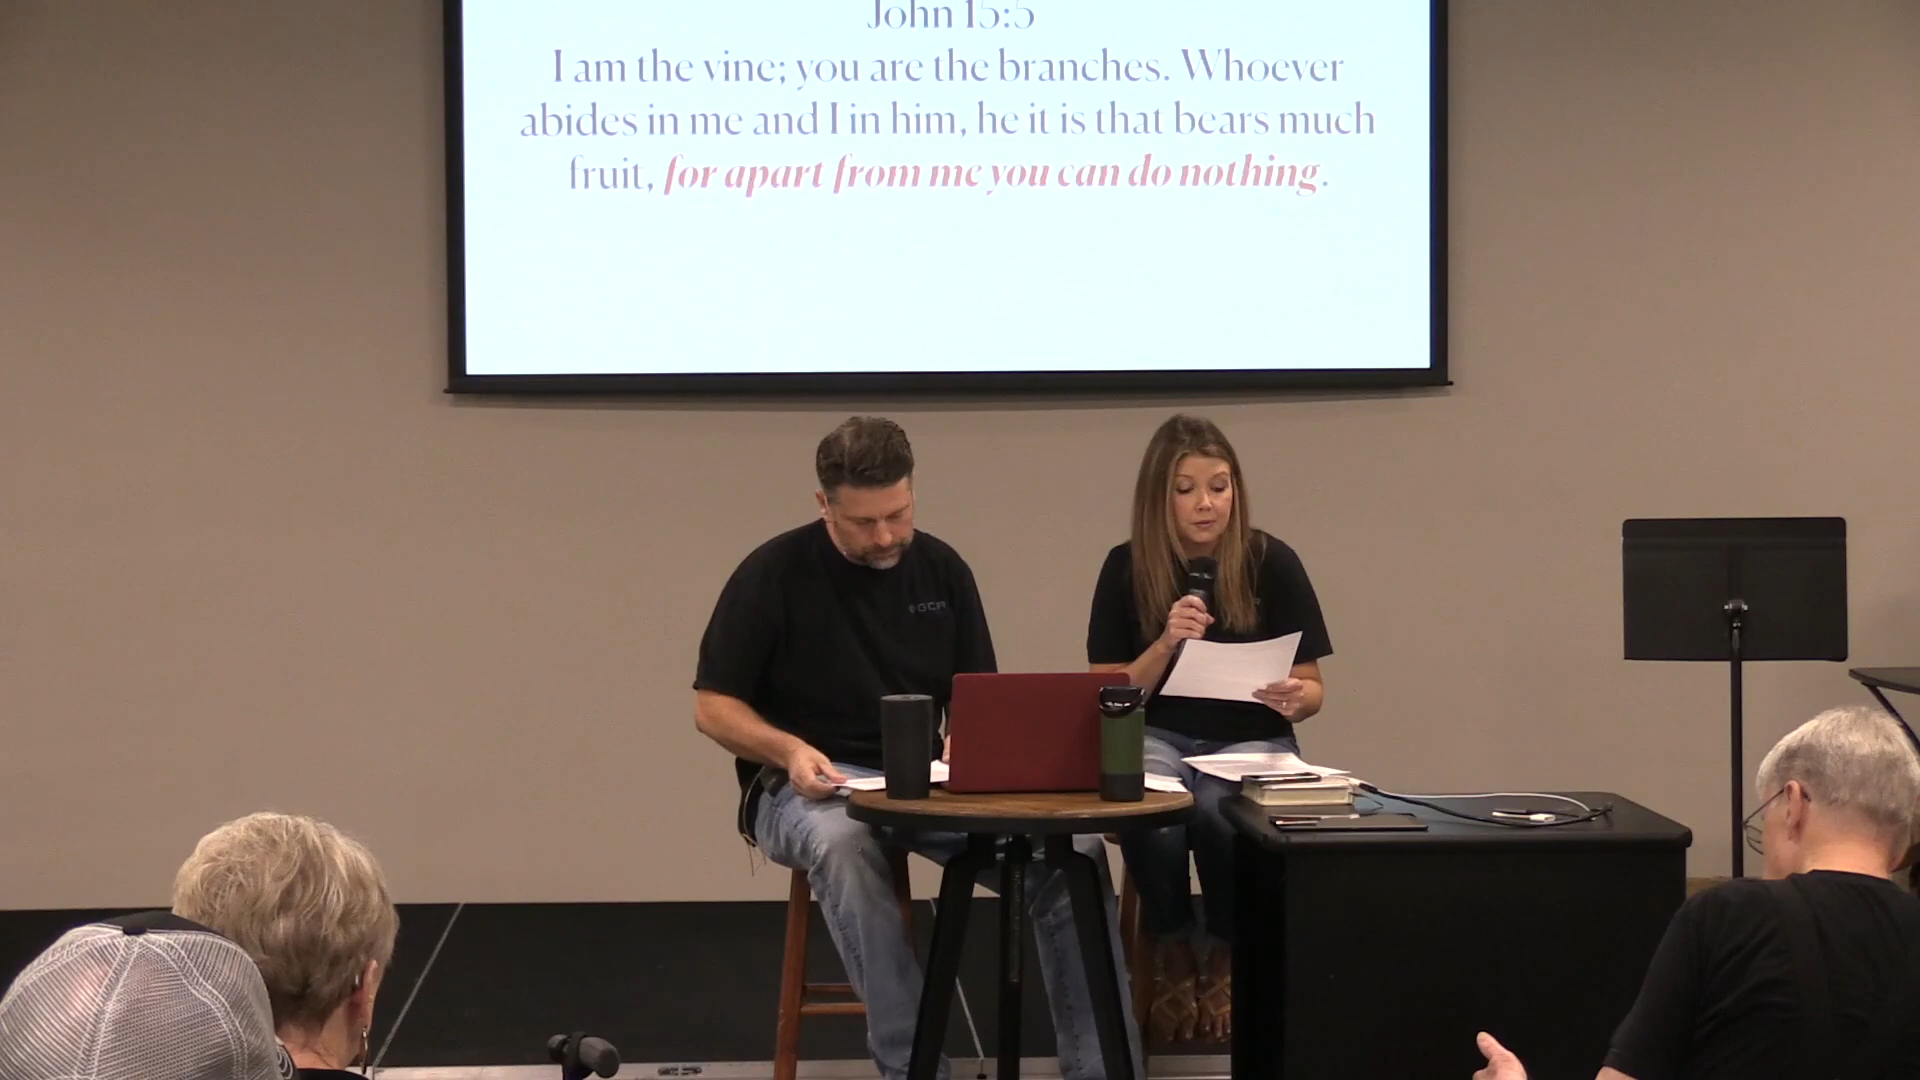 John 15:5
I am the vine; you are the branches. Whoever
abides in me and I in him, he it is that bears much
fruit, for apart from me you can do nothing.
GCR